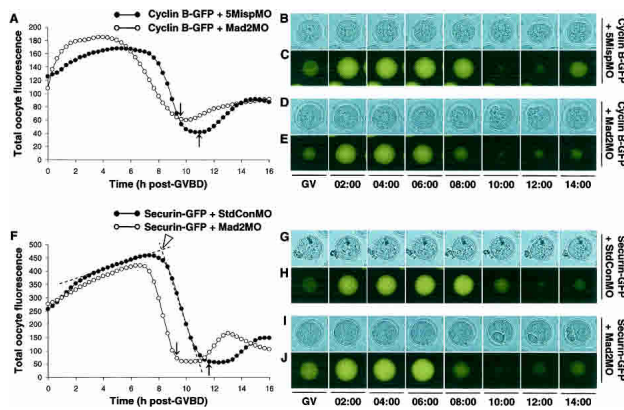 A
Cyclin B-GFP + 5MispMO
Cyclin B-GFP + Mad2MO
Total oocyte fluorescence
200
180
160
140
120
100
80
60
40
20
0
0 2 4 6 8 10 12 14 16
Time (h post-GVBD)
B
C
Cyclin B-GFP
+ 5MispMO
D
E
Cyclin B-GFP
+ Mad2MO
GV 02:00 04:00 06:00 08:00 10:00 12:00 14:00
F
Securin-GFP + StdConMO
Securin-GFP + Mad2MO
Total oocyte fluorescence
500
450
400
350
300
250
200
150
100
50
0
0 2 4 6 8 10 12 14 16
Time (h post-GVBD)
G
H
Securin-GFP
+ StdConMO
I
J
Securin-GFP
+ Mad2MO
GV 02:00 04:00 06:00 08:00 10:00 12:00 14:00